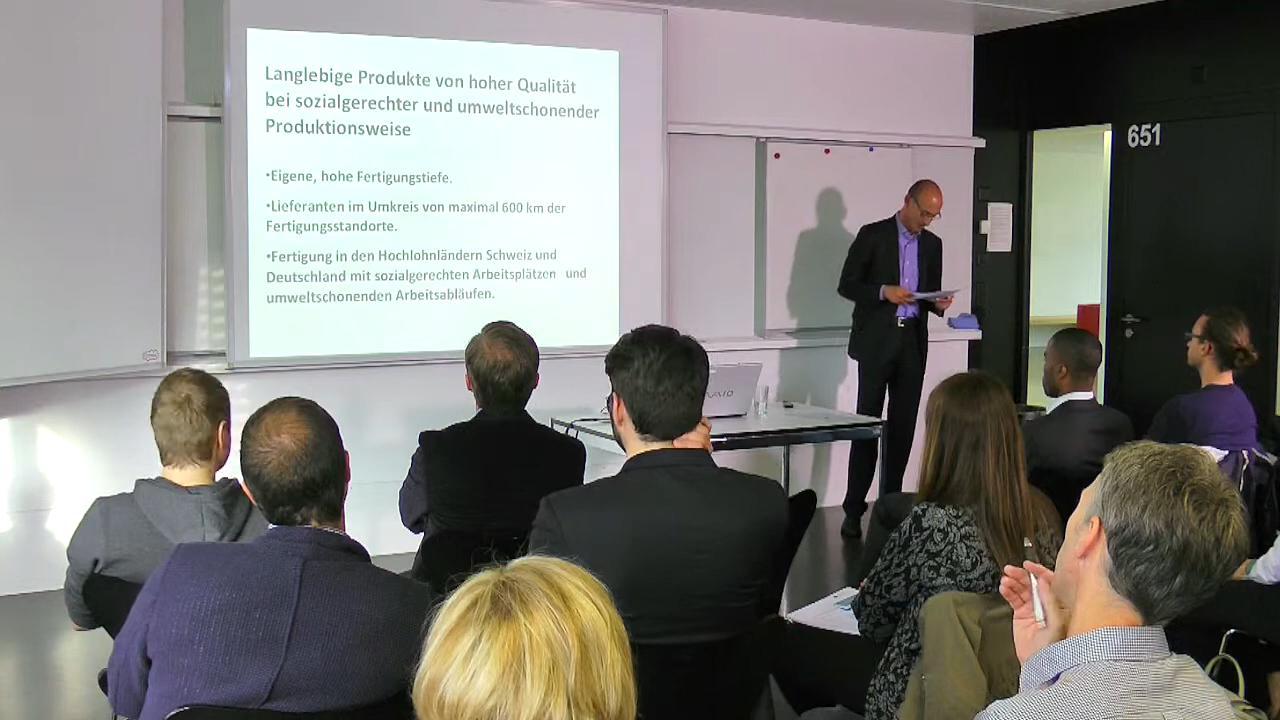 Langlebige Produkte von hoher Qualität
bei sozialgerechter und umweltschonender
Produktionsweise
•Eigene, hohe Fertigungstiefe.
•Lieferanten im Umkreis von maximal 600 km der
Fertigungsstandorte.
•Fertigung in den Hochlohnländern Schweiz und
Deutschland mit sozialgerechten Arbeitsplätzen und
umweltschonenden Arbeitsabläufen.
651
VAIO